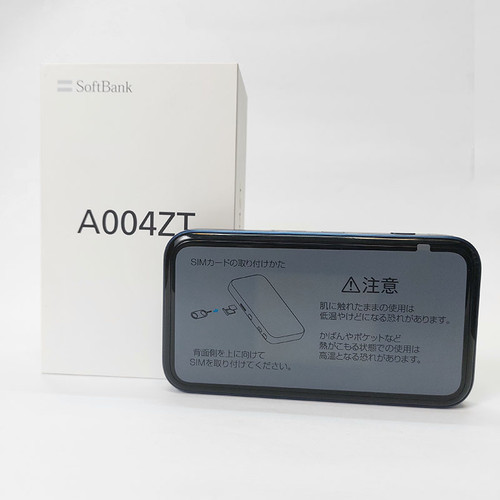 SoftBank
A004ZT
SIMカードの取り付けかた
背面側を上に向けて
SIMを取り付けてください。
⚠注意
肌に触れたままの使用は
低温やけどになる恐れがあります。
かばんやポケットなど
熱がこもる状態での使用は
高温となる恐れがあります。